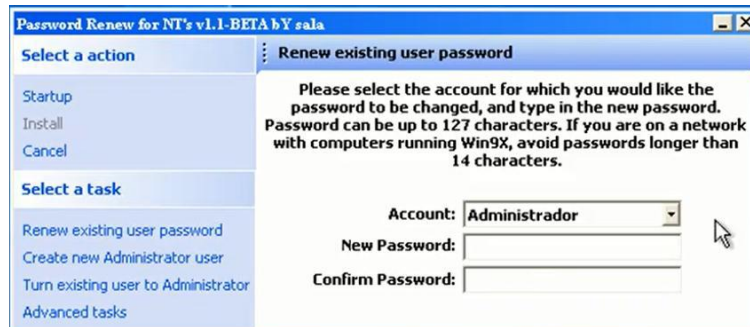 Password Renew for NT's v1.1-BETA bY sala
Select a action
Renew existing user password
Startup
Install
Cancel
Please select the account for which you would like the
password to be changed, and type in the new password.
Password can be up to 127 characters. If you are on a network
with computers running Win9X, avoid passwords longer than
14 characters.
Select a task
Renew existing user password
Create new Administrator user
Turn existing user to Administrator
Advanced tasks
Account: Administrador
New Password:
Confirm Password: